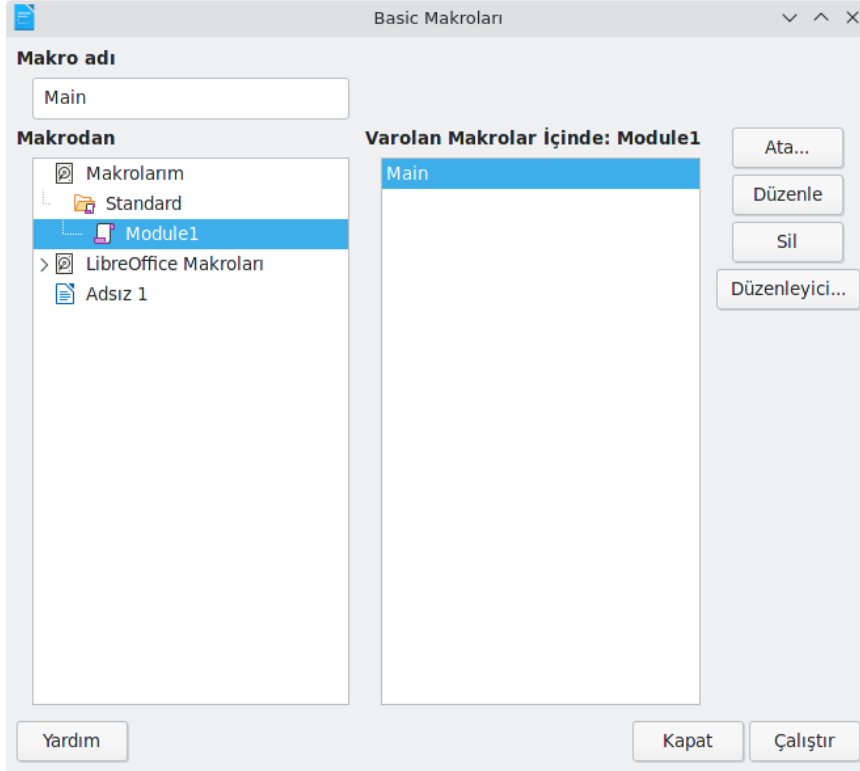 Basic Makroları
Makro adı
Main
Makrodan
Varolan Makrolar İçinde: Module1
Makrolarım
Standard
Module1
LibreOffice Makroları
Adsız 1
Main
Ata...
Düzenle
Sil
Düzenleyici...
Yardım
Kapat
Çalıştır